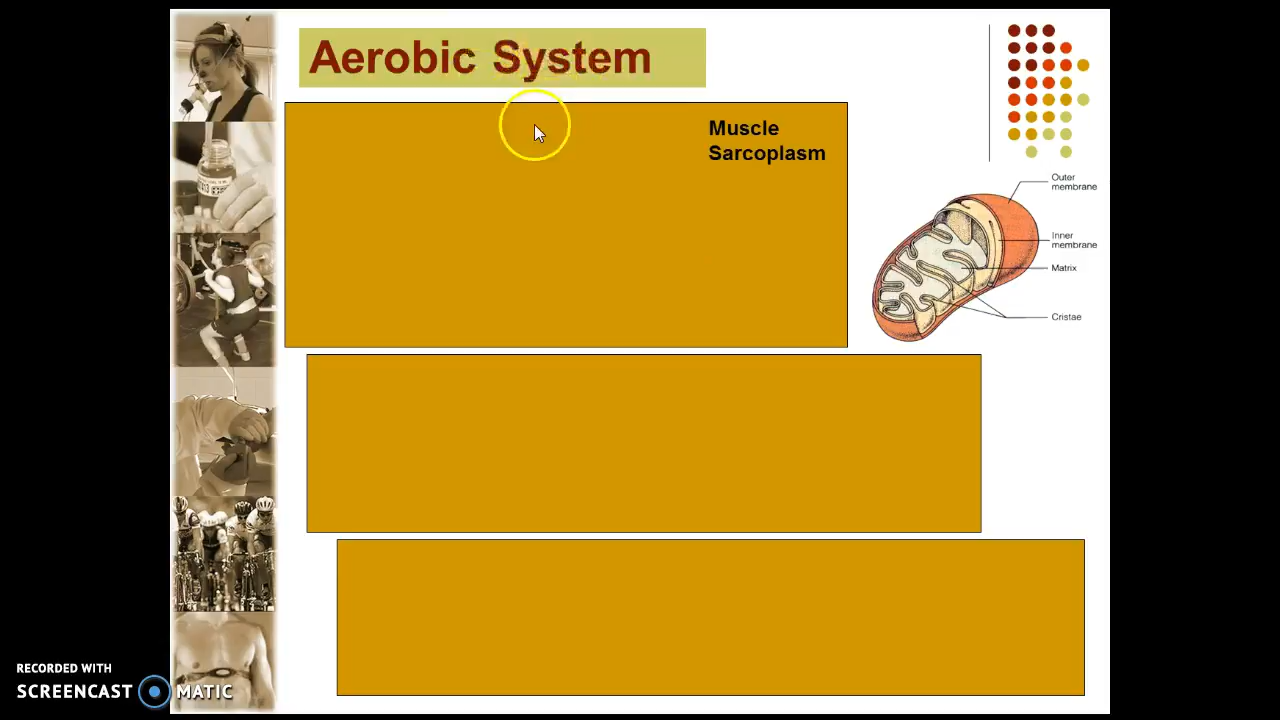 Aerobic System
Muscle
Sarcoplasm
Outer
membrane
Inner
membrane
Matrix
Cristae
RECORDED WITH
SCREENCAST MATIC